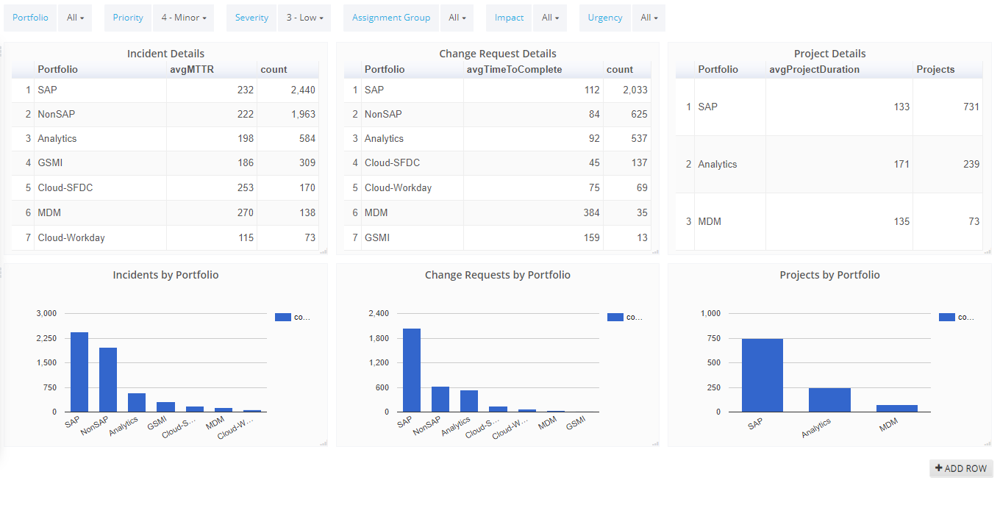 Portfolio All Priority 4 - Minor Severity 3 - Low Assignment Group All Impact All Urgency All
Incident Details
Portfolio avgMTTR count
1 SAP 232 2,440
2 NonSAP 222 1,963
3 Analytics 198 584
4 GSMI 186 309
5 Cloud-SFDC 253 170
6 MDM 270 138
7 Cloud-Workday 115 73
Change Request Details
Portfolio avgTimeToComplete count
1 SAP 112 2,033
2 NonSAP 84 625
3 Analytics 92 537
4 Cloud-SFDC 45 137
5 Cloud-Workday 75 69
6 MDM 384 35
7 GSMI 159 13
Project Details
Portfolio avgProjectDuration Projects
1 SAP 133 731
2 Analytics 171 239
3 MDM 135 73
Incidents by Portfolio
3,000
2,250
1,500
750
0
SAP NonSAP Analytics GSMI Cloud-S... MDM Cloud-W...
co...
Change Requests by Portfolio
2,400
1,800
1,200
600
0
SAP NonSAP Analytics Cloud-S... Cloud-W... MDM GSMI
co...
Projects by Portfolio
1,000
750
500
250
0
SAP Analytics MDM
co...
+ ADD ROW